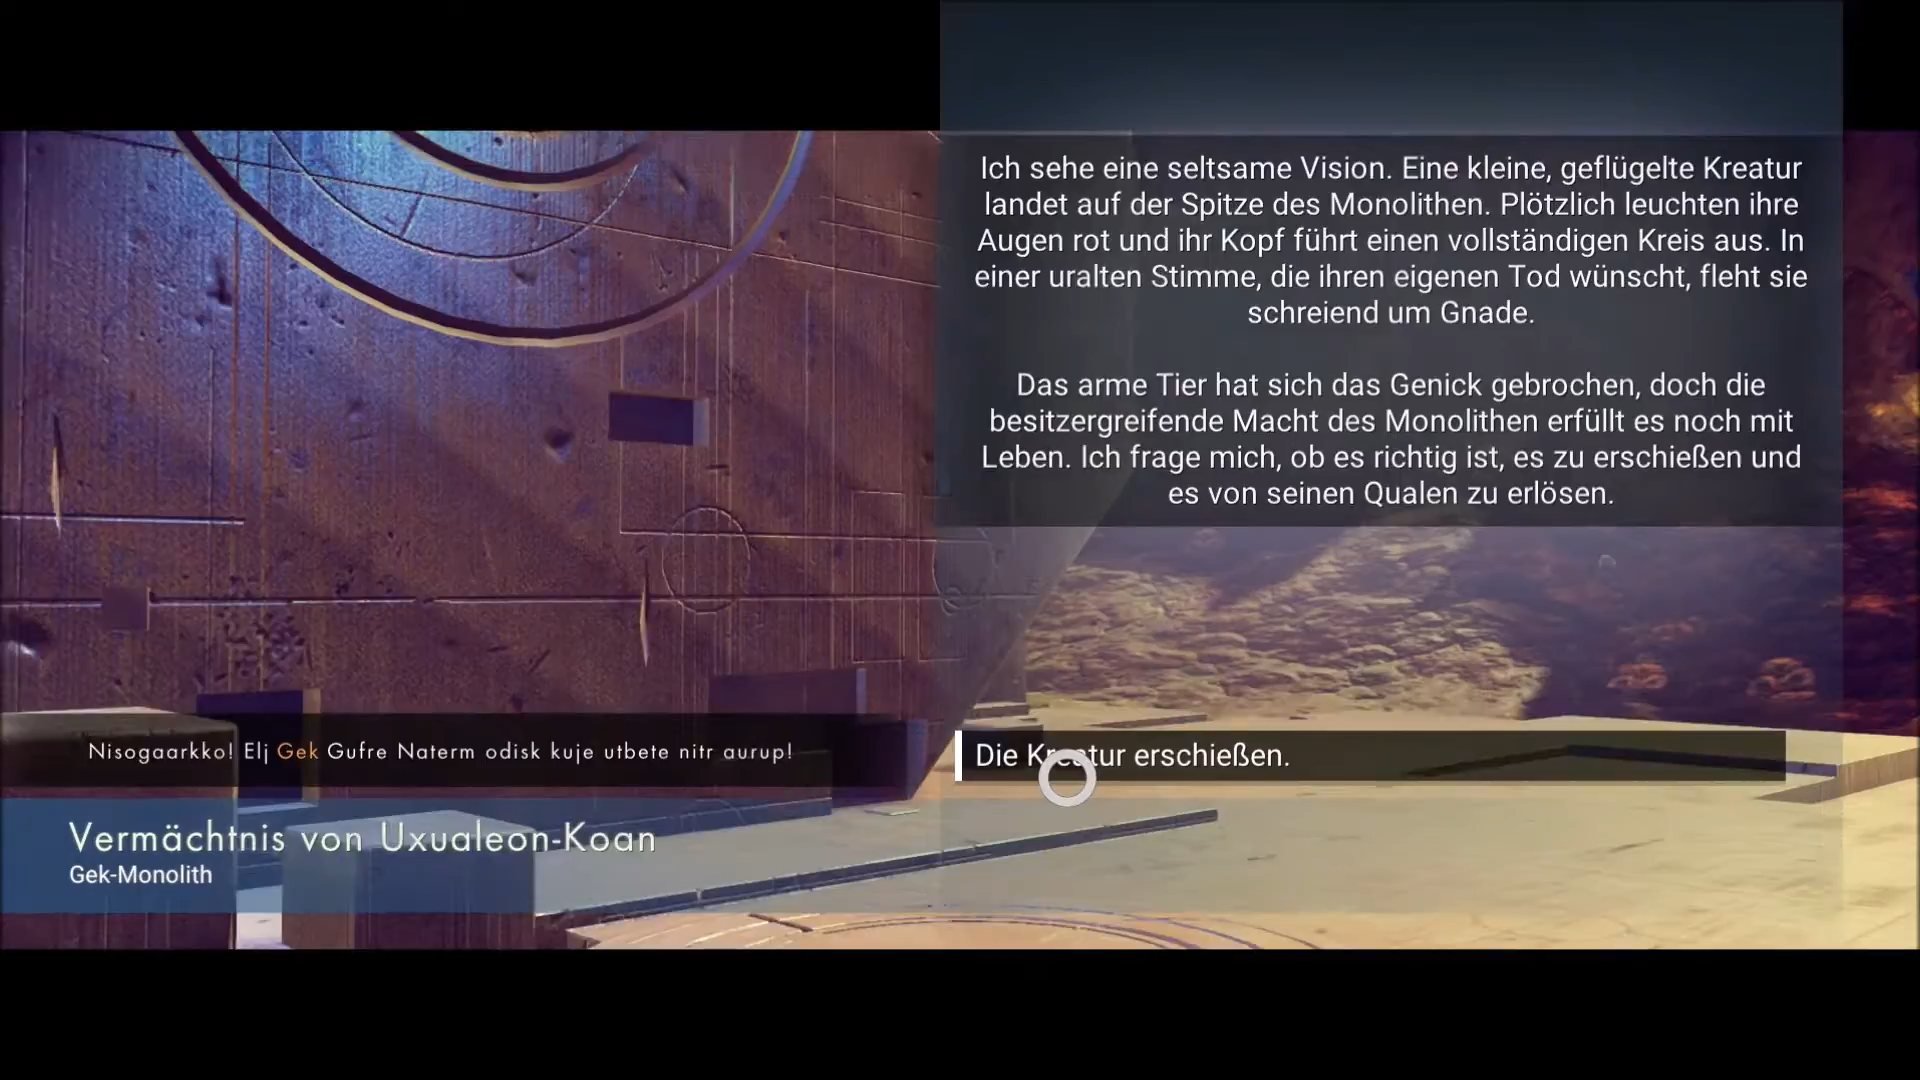 Ich sehe eine seltsame Vision. Eine kleine, geflügelte Kreatur
landet auf der Spitze des Monolithen. Plötzlich leuchten ihre
Augen rot und ihr Kopf führt einen vollständigen Kreis aus. In
einer uralten Stimme, die ihren eigenen Tod wünscht, fleht sie
schreiend um Gnade.
Das arme Tier hat sich das Genick gebrochen, doch die
besitzergreifende Macht des Monolithen erfüllt es noch mit
Leben. Ich frage mich, ob es richtig ist, es zu erschießen und
es von seinen Qualen zu erlösen.
Nisogaarkko! Elj Gek Gufre Naterm odisk kuje utbete nitr aurup!
Die Kreatur erschießen.
Vermächtnis von Uxualeon-Koan
Gek-Monolith